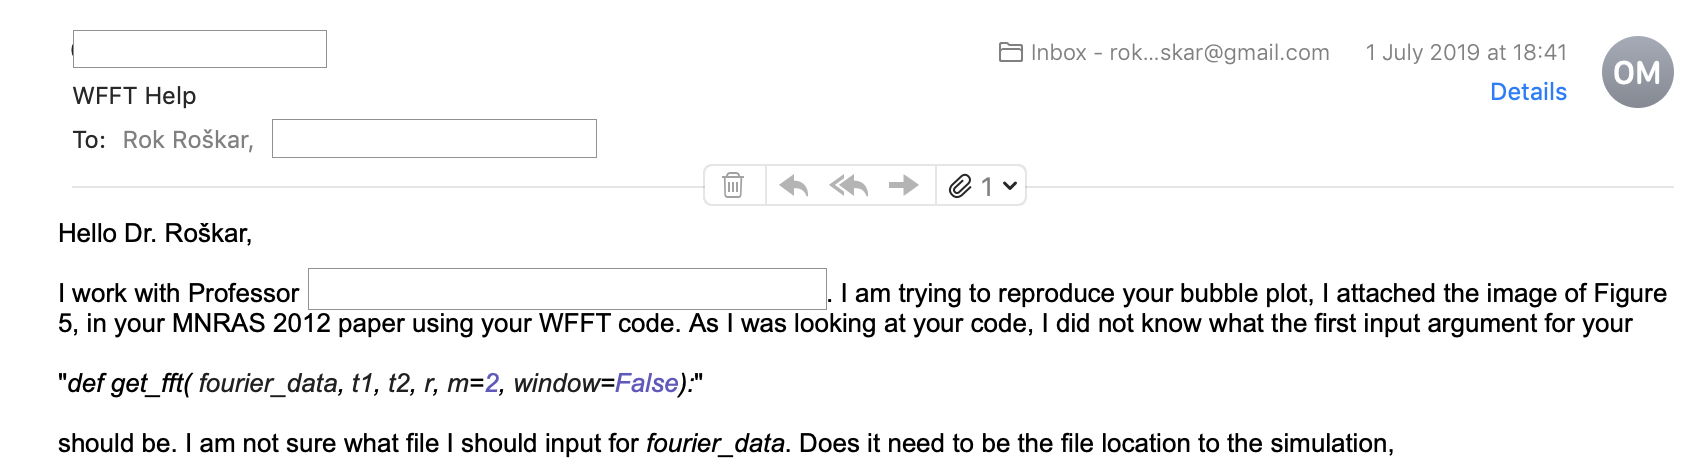 Inbox - rok...skar@gmail.com 1 July 2019 at 18:41
OM
WFFT Help
Details
To: Rok Roškar,
1
Hello Dr. Roškar,
I work with Professor . I am trying to reproduce your bubble plot, I attached the image of Figure
5, in your MNRAS 2012 paper using your WFFT code. As I was looking at your code, I did not know what the first input argument for your
"def get_fft( fourier_data, t1, t2, r, m=2, window=False):"
should be. I am not sure what file I should input for fourier_data. Does it need to be the file location to the simulation,